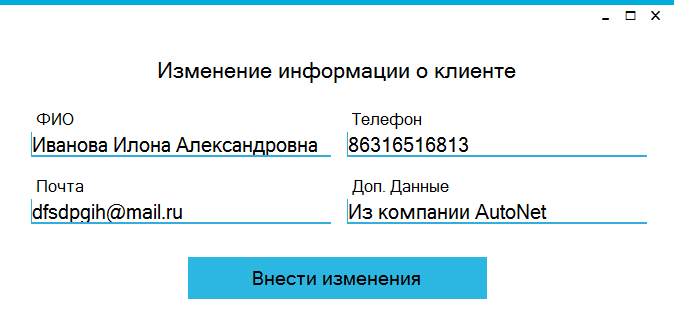 Изменение информации о клиенте
ФИО
Телефон
Иванова Илона Александровна
86316516813
Почта
Доп. Данные
dfsdpgih@mail.ru
Из компании AutoNet
Внести изменения